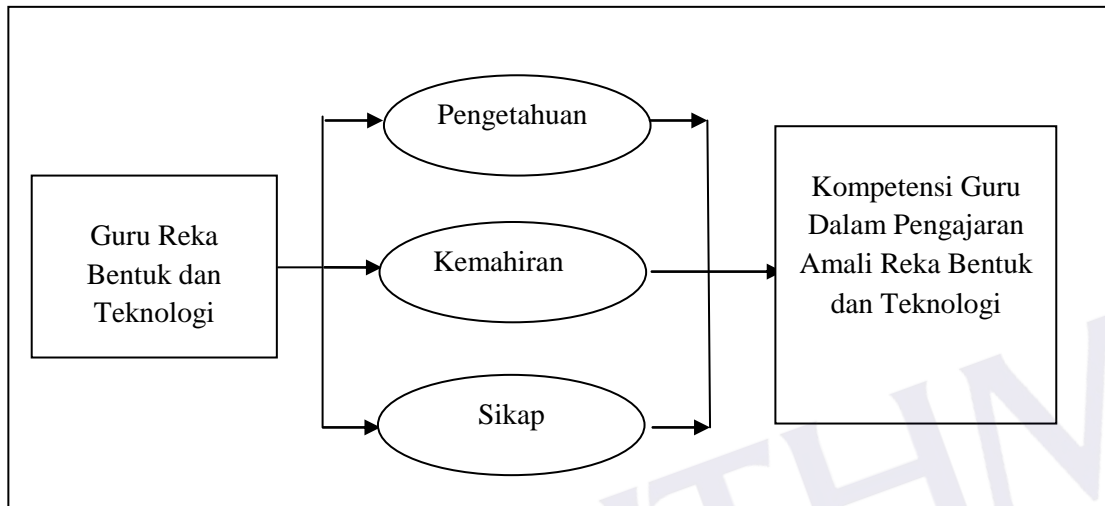 Guru Reka
Bentuk dan
Teknologi
Pengetahuan
Kemahiran
Sikap
Kompetensi Guru
Dalam Pengajaran
Amali Reka Bentuk
dan Teknologi